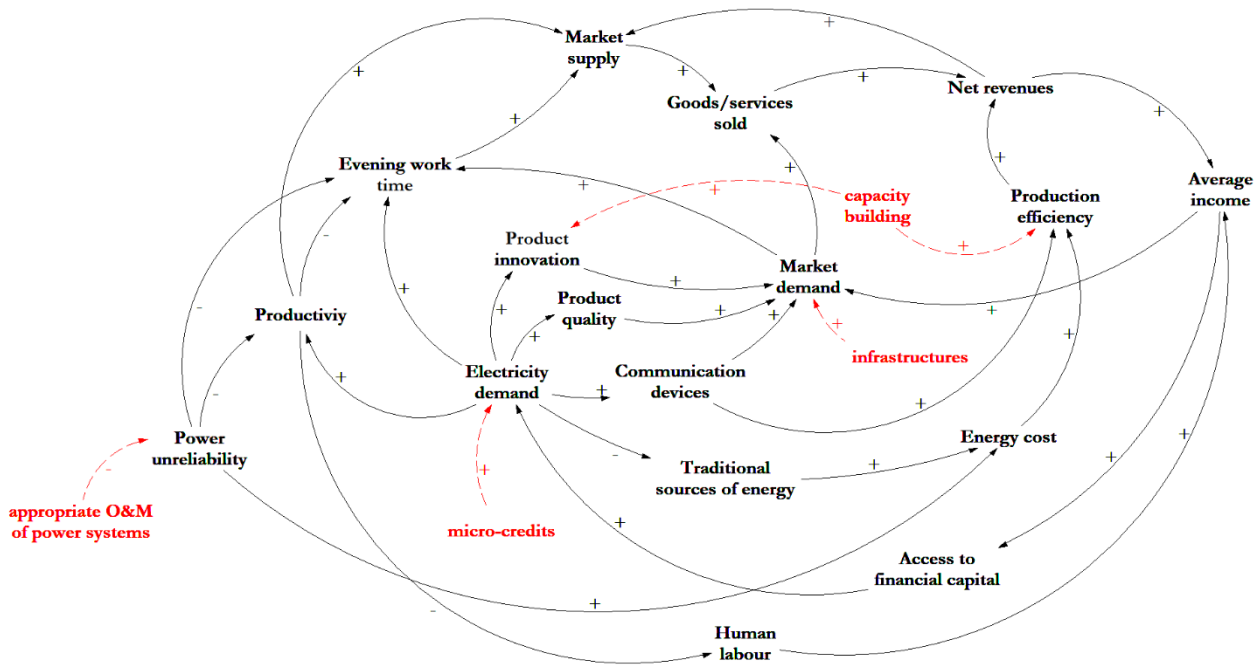 Market
supply
Goods/services
sold
Net revenues
Evening work
time
capacity
building
Production
efficiency
Average
income
Product
innovation
Market
demand
Productiviy
Product
quality
infrastructures
Electricity
demand
Communication
devices
Power
unreliability
Energy cost
Traditional
sources of energy
appropriate O&M
of power systems
micro-credits
Access to
financial capital
Human
labour
+
+
+
+
+
+
+
+
+
+
-
+
+
+
+
-
-
+
+
+
+
+
+
+
+
+
+
-
+
+
-
+
+
+
+
+
-